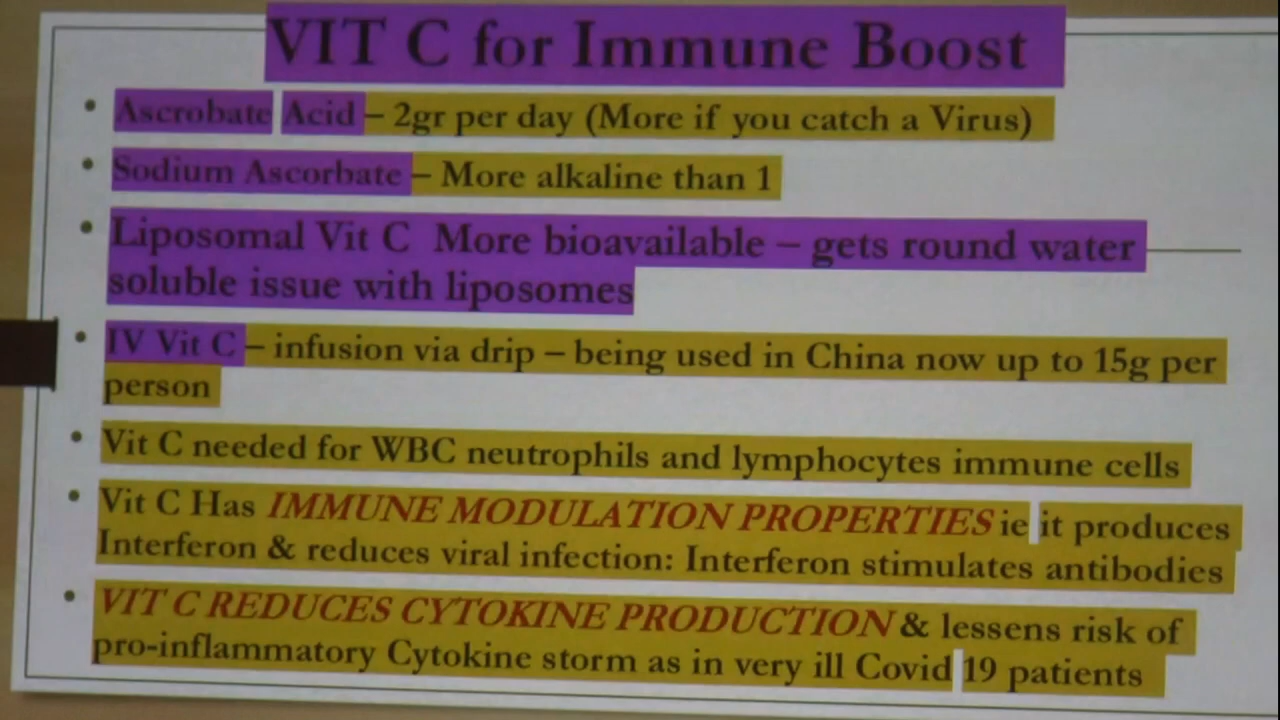 VIT C for Immune Boost
• Ascrobate Acid – 2gr per day (More if you catch a Virus)
• Sodium Ascorbate – More alkaline than 1
• Liposomal Vit C More bioavailable – gets round water
soluble issue with liposomes
• IV Vit C – infusion via drip – being used in China now up to 15g per
person
• Vit C needed for WBC neutrophils and lymphocytes immune cells
• Vit C Has IMMUNE MODULATION PROPERTIES ie it produces
Interferon & reduces viral infection: Interferon stimulates antibodies
• VIT C REDUCES CYTOKINE PRODUCTION & lessens risk of
pro-inflammatory Cytokine storm as in very ill Covid 19 patients